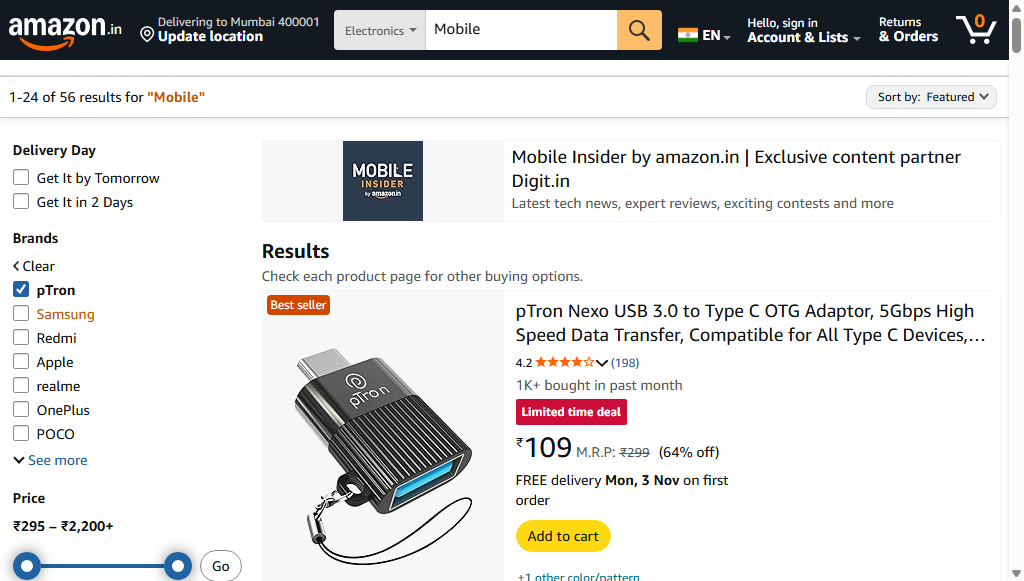 amazon.in
Delivering to Mumbai 400001
Update location
Electronics
Mobile
EN
Hello, sign in
Account & Lists
Returns
& Orders
0
1-24 of 56 results for "Mobile"
Sort by: Featured
Delivery Day
Get It by Tomorrow
Get It in 2 Days
Brands
Clear
pTron
Samsung
Redmi
Apple
realme
OnePlus
POCO
See more
Price
₹295 – ₹2,200+
Go
MOBILE
INSIDER
by amazon.in
Mobile Insider by amazon.in | Exclusive content partner
Digit.in
Latest tech news, expert reviews, exciting contests and more
Results
Check each product page for other buying options.
Best seller
pTron
pTron Nexo USB 3.0 to Type C OTG Adaptor, 5Gbps High
Speed Data Transfer, Compatible for All Type C Devices,…
4.2 (198)
1K+ bought in past month
Limited time deal
₹109 M.R.P: ₹299 (64% off)
FREE delivery Mon, 3 Nov on first
order
Add to cart
+1 other color/pattern